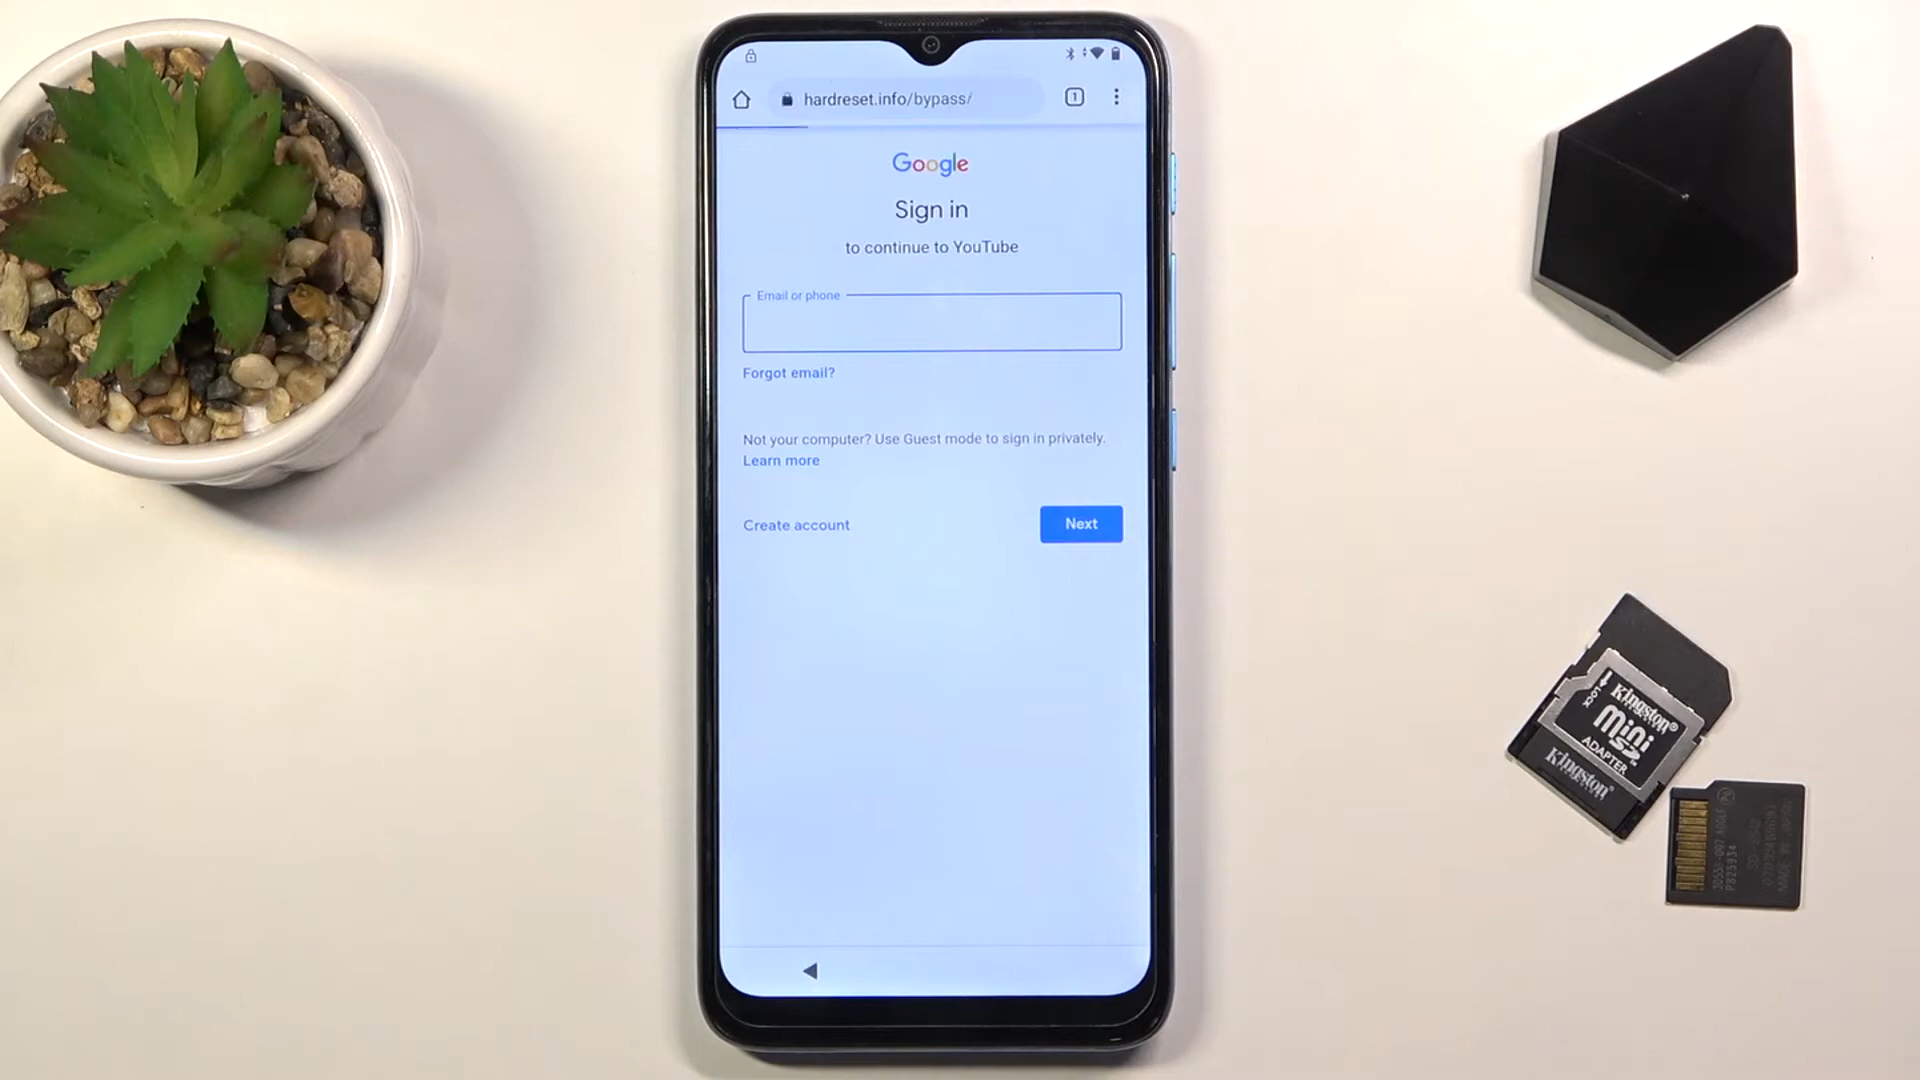 hardreset.info/bypass/
1
Google
Sign in
to continue to YouTube
Email or phone
Forgot email?
Not your computer? Use Guest mode to sign in privately.
Learn more
Create account
Next
LOCK
Kingston®
mini
SD
ADAPTER
Kingston®